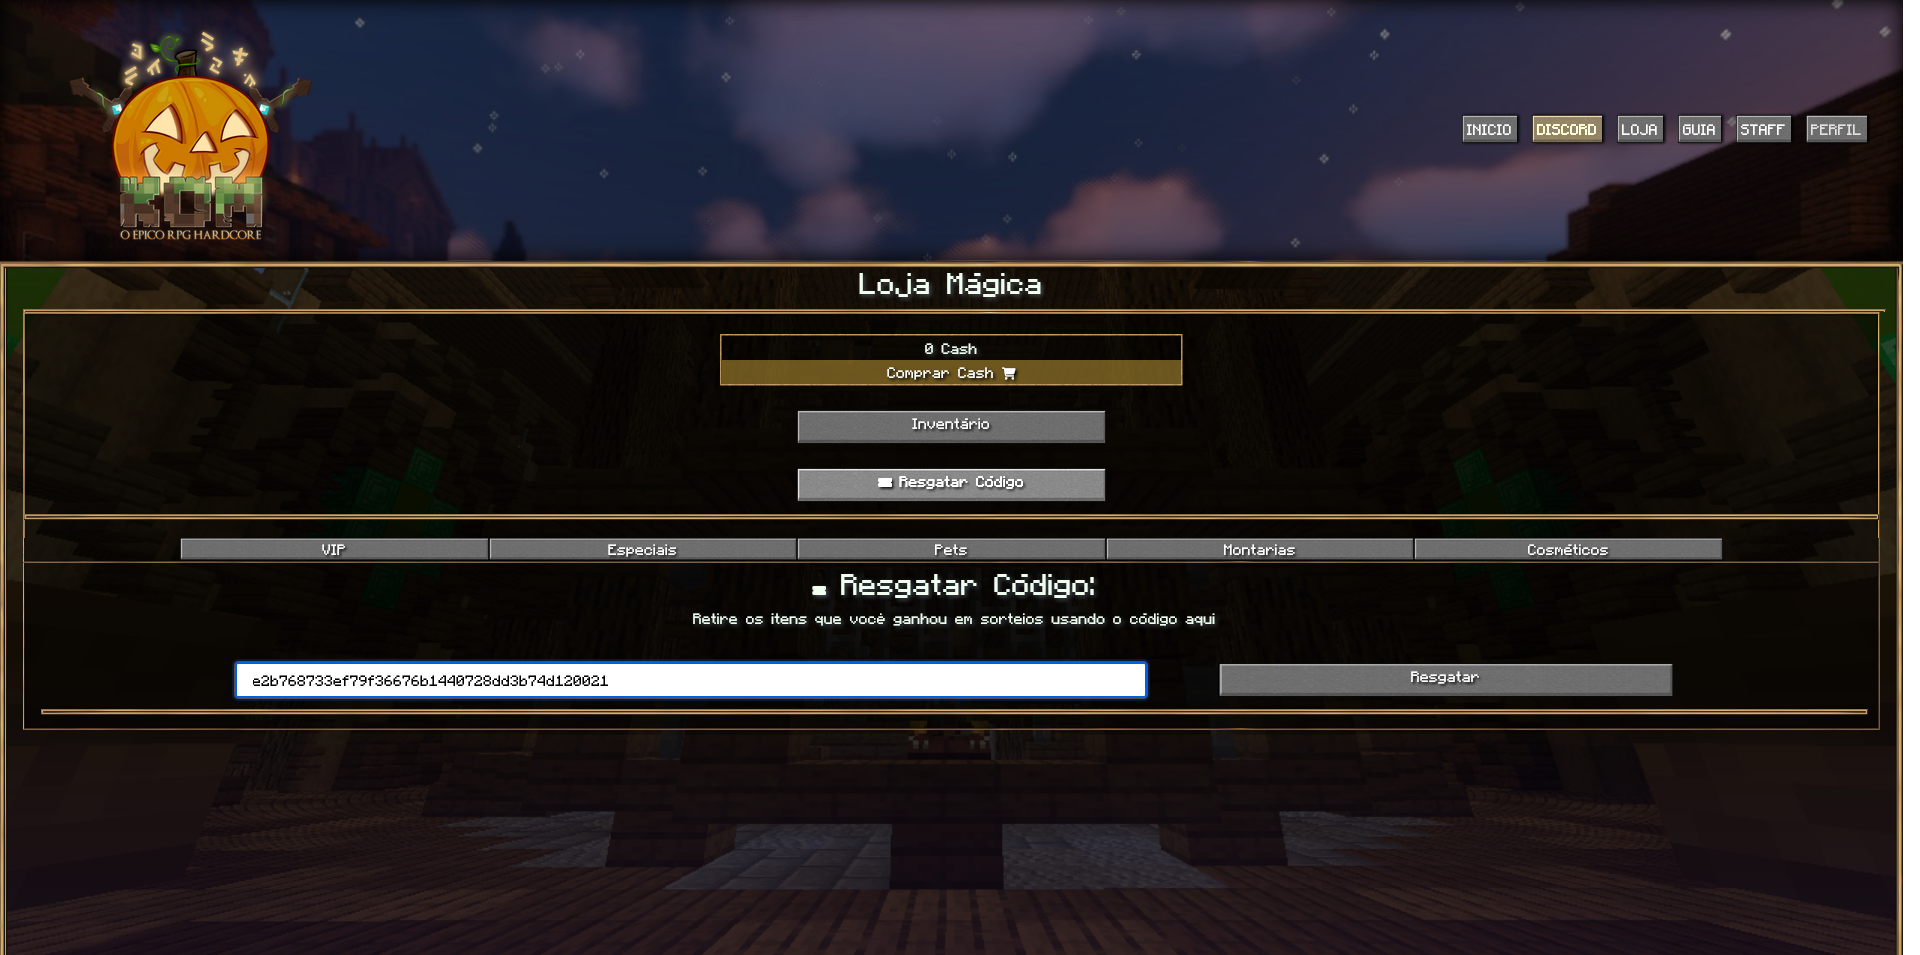 KDM
O EPICO RPG HARDCORE
INICIO
DISCORD
LOJA
GUIA
STAFF
PERFIL
Loja Mágica
0 Cash
Comprar Cash
Inventário
Resgatar Código
VIP
Especiais
Pets
Montarias
Cosméticos
Resgatar Código:
Retire os itens que você ganhou em sorteios usando o código aqui
e2b768733ef79f36676b1440728dd3b74d120021
Resgatar